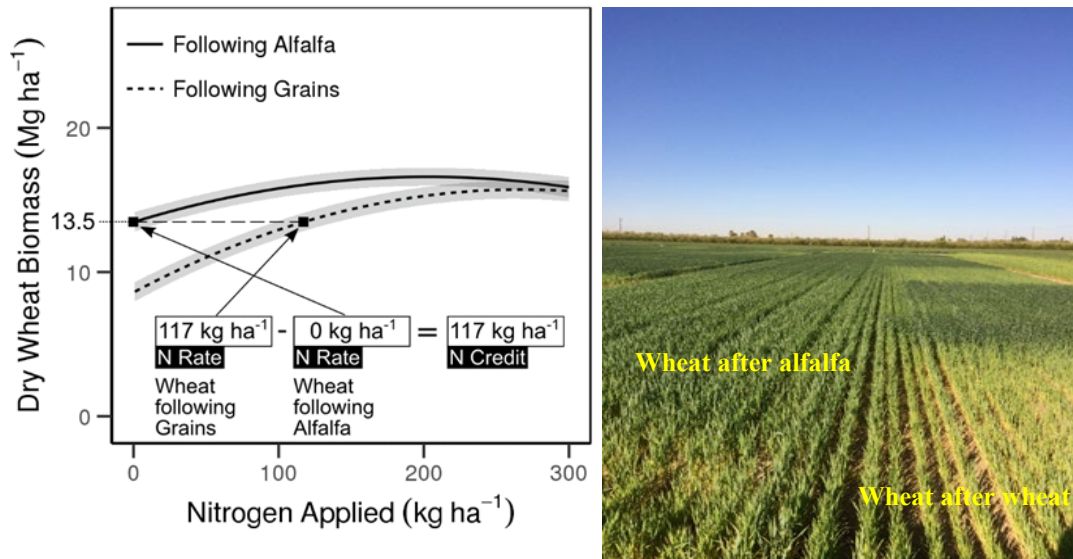 Following Alfalfa
Following Grains
Dry Wheat Biomass (Mg ha⁻¹)
20
13.5
10
0
117 kg ha⁻¹ - 0 kg ha⁻¹ = 117 kg ha⁻¹
N Rate N Rate N Credit
Wheat following Grains
Wheat following Alfalfa
0 100 200 300
Nitrogen Applied (kg ha⁻¹)
Wheat after alfalfa
Wheat after wheat